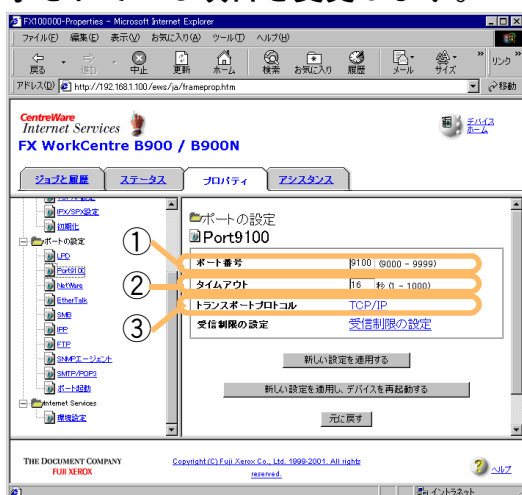 FX100000-Properties - Microsoft Internet Explorer
ファイル(F) 編集(E) 表示(V) お気に入り(A) ツール(T) ヘルプ(H)
戻る 進む 中止 更新 ホーム 検索 お気に入り 履歴 メール サイズ » リンク »
アドレス(D) http://192.168.1.100/ews/ja/frameprop.htm 移動
CentreWare
Internet Services
デバイス
ホーム
FX WorkCentre B900 / B900N
ジョブと履歴 ステータス プロパティ アシスタンス
IPX/SPX設定
初期化
ポートの設定
LPD
Port9100
NetWare
EtherTalk
SMB
IPP
FTP
SNMPエージェント
SMTP/POP3
ポート起動
Internet Services
環境設定
ポートの設定
Port9100
① ポート番号 9100 (9000 - 9999)
② タイムアウト 16 秒 (1 - 1000)
③ トランスポートプロトコル TCP/IP
受信制限の設定 受信制限の設定
新しい設定を適用する
新しい設定を適用し、デバイスを再起動する
元に戻す
THE DOCUMENT COMPANY
FUJI XEROX
Copyright(C) Fuji Xerox Co., Ltd. 1999-2001. All rights
reserved.
ヘルプ
イントラネット